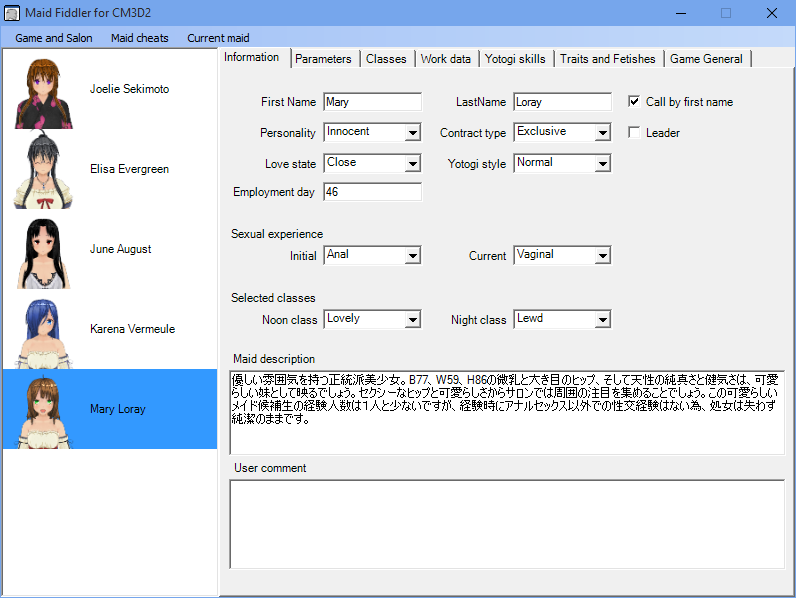 Maid Fiddler for CM3D2
Game and Salon Maid cheats Current maid
Joelie Sekimoto
Elisa Evergreen
June August
Karena Vermeule
Mary Loray
Information Parameters Classes Work data Yotogi skills Traits and Fetishes Game General
First Name Mary LastName Loray Call by first name
Personality Innocent Contract type Exclusive Leader
Love state Close Yotogi style Normal
Employment day 46
Sexual experience
Initial Anal Current Vaginal
Selected classes
Noon class Lovely Night class Lewd
Maid description
優しい雰囲気を持つ正統派美少女。B77、W59、H86の微乳と大き目のヒップ、そして天性の純真さと健気さは、可愛
らしい妹として映るでしょう。セクシーなヒップと可愛らしさからサロンでは周囲の注目を集めることでしょう。この可愛らしい
メイド候補生の経験人数は1人と少ないですが、経験時にアナルセックス以外での性交経験はない為、処女は失わず
純潔のままです。
User comment